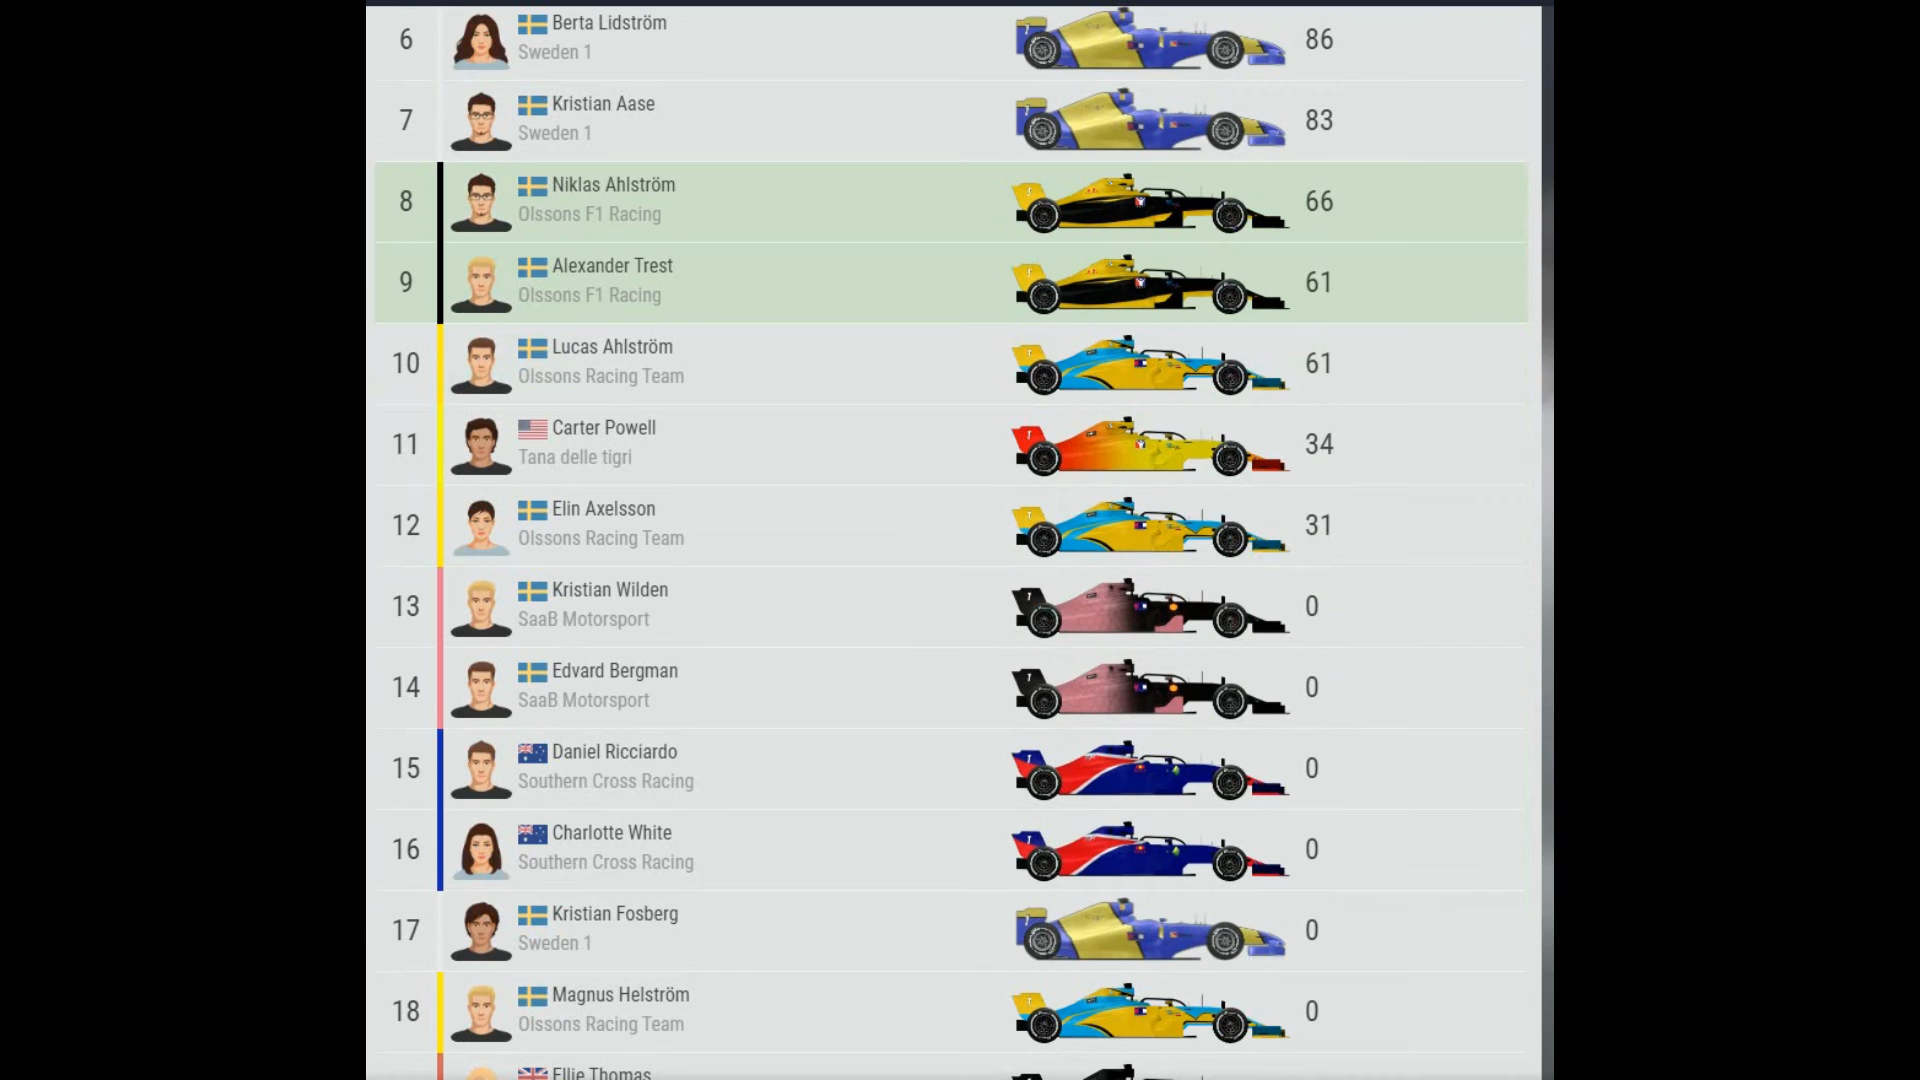 6
Berta Lidström
Sweden 1
86
7
Kristian Aase
Sweden 1
83
8
Niklas Ahlström
Olssons F1 Racing
66
9
Alexander Trest
Olssons F1 Racing
61
10
Lucas Ahlström
Olssons Racing Team
61
11
Carter Powell
Tana delle tigri
34
12
Elin Axelsson
Olssons Racing Team
31
13
Kristian Wilden
SaaB Motorsport
0
14
Edvard Bergman
SaaB Motorsport
0
15
Daniel Ricciardo
Southern Cross Racing
0
16
Charlotte White
Southern Cross Racing
0
17
Kristian Fosberg
Sweden 1
0
18
Magnus Helström
Olssons Racing Team
0
Ellie Thomas